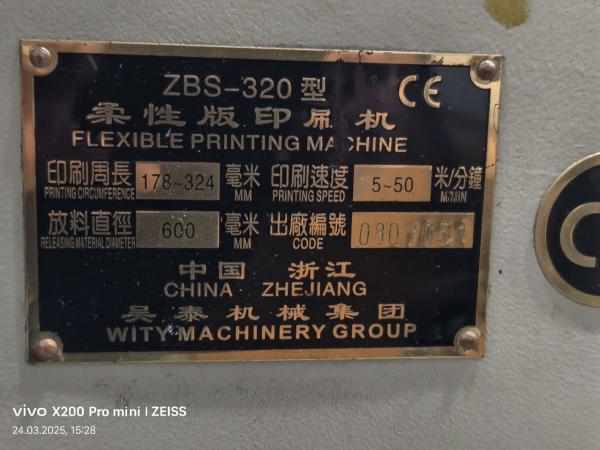 ZBS-320型 CE
柔性版印刷机
FLEXIBLE PRINTING MACHINE
印刷周長 178~324 毫米 印刷速度 5~50 米/分鐘
PRINTING CIRCUMFERENCE MM PRINTING SPEED M/MIN
放料直徑 600 毫米 出廠編號
RELEASING MATERIAL DIAMETER MM CODE
中国 浙江
CHINA ZHEJIANG
昊泰机械集团
WITY MACHINERY GROUP
vivo X200 Pro mini | ZEISS
24.03.2025, 15:28